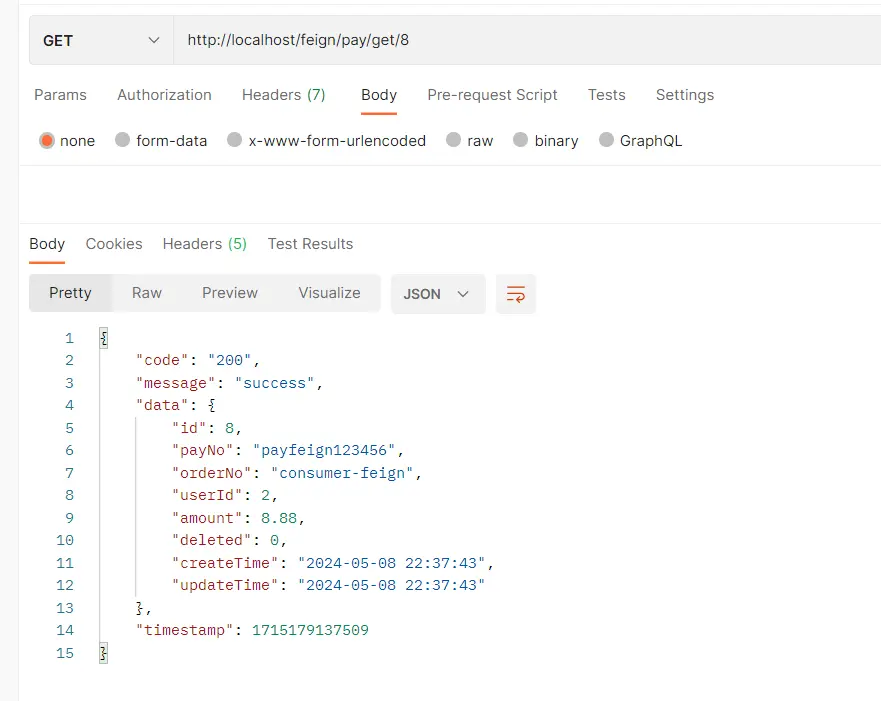 GET http://localhost/feign/pay/get/8
Params Authorization Headers (7) Body Pre-request Script Tests Settings
none form-data x-www-form-urlencoded raw binary GraphQL
Body Cookies Headers (5) Test Results
Pretty Raw Preview Visualize JSON
1 {
2 "code": "200",
3 "message": "success",
4 "data": {
5 "id": 8,
6 "payNo": "payfeign123456",
7 "orderNo": "consumer-feign",
8 "userId": 2,
9 "amount": 8.88,
10 "deleted": 0,
11 "createTime": "2024-05-08 22:37:43",
12 "updateTime": "2024-05-08 22:37:43"
13 },
14 "timestamp": 1715179137509
15 }